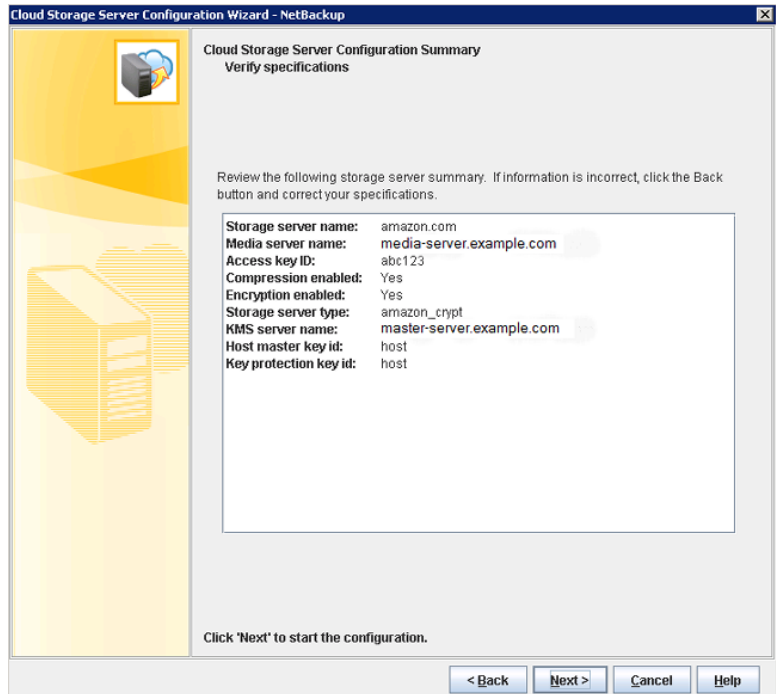 Cloud Storage Server Configuration Wizard - NetBackup
Cloud Storage Server Configuration Summary
Verify specifications
Review the following storage server summary. If information is incorrect, click the Back
button and correct your specifications.
Storage server name: amazon.com
Media server name: media-server.example.com
Access key ID: abc123
Compression enabled: Yes
Encryption enabled: Yes
Storage server type: amazon_crypt
KMS server name: master-server.example.com
Host master key id: host
Key protection key id: host
Click 'Next' to start the configuration.
< Back Next > Cancel Help